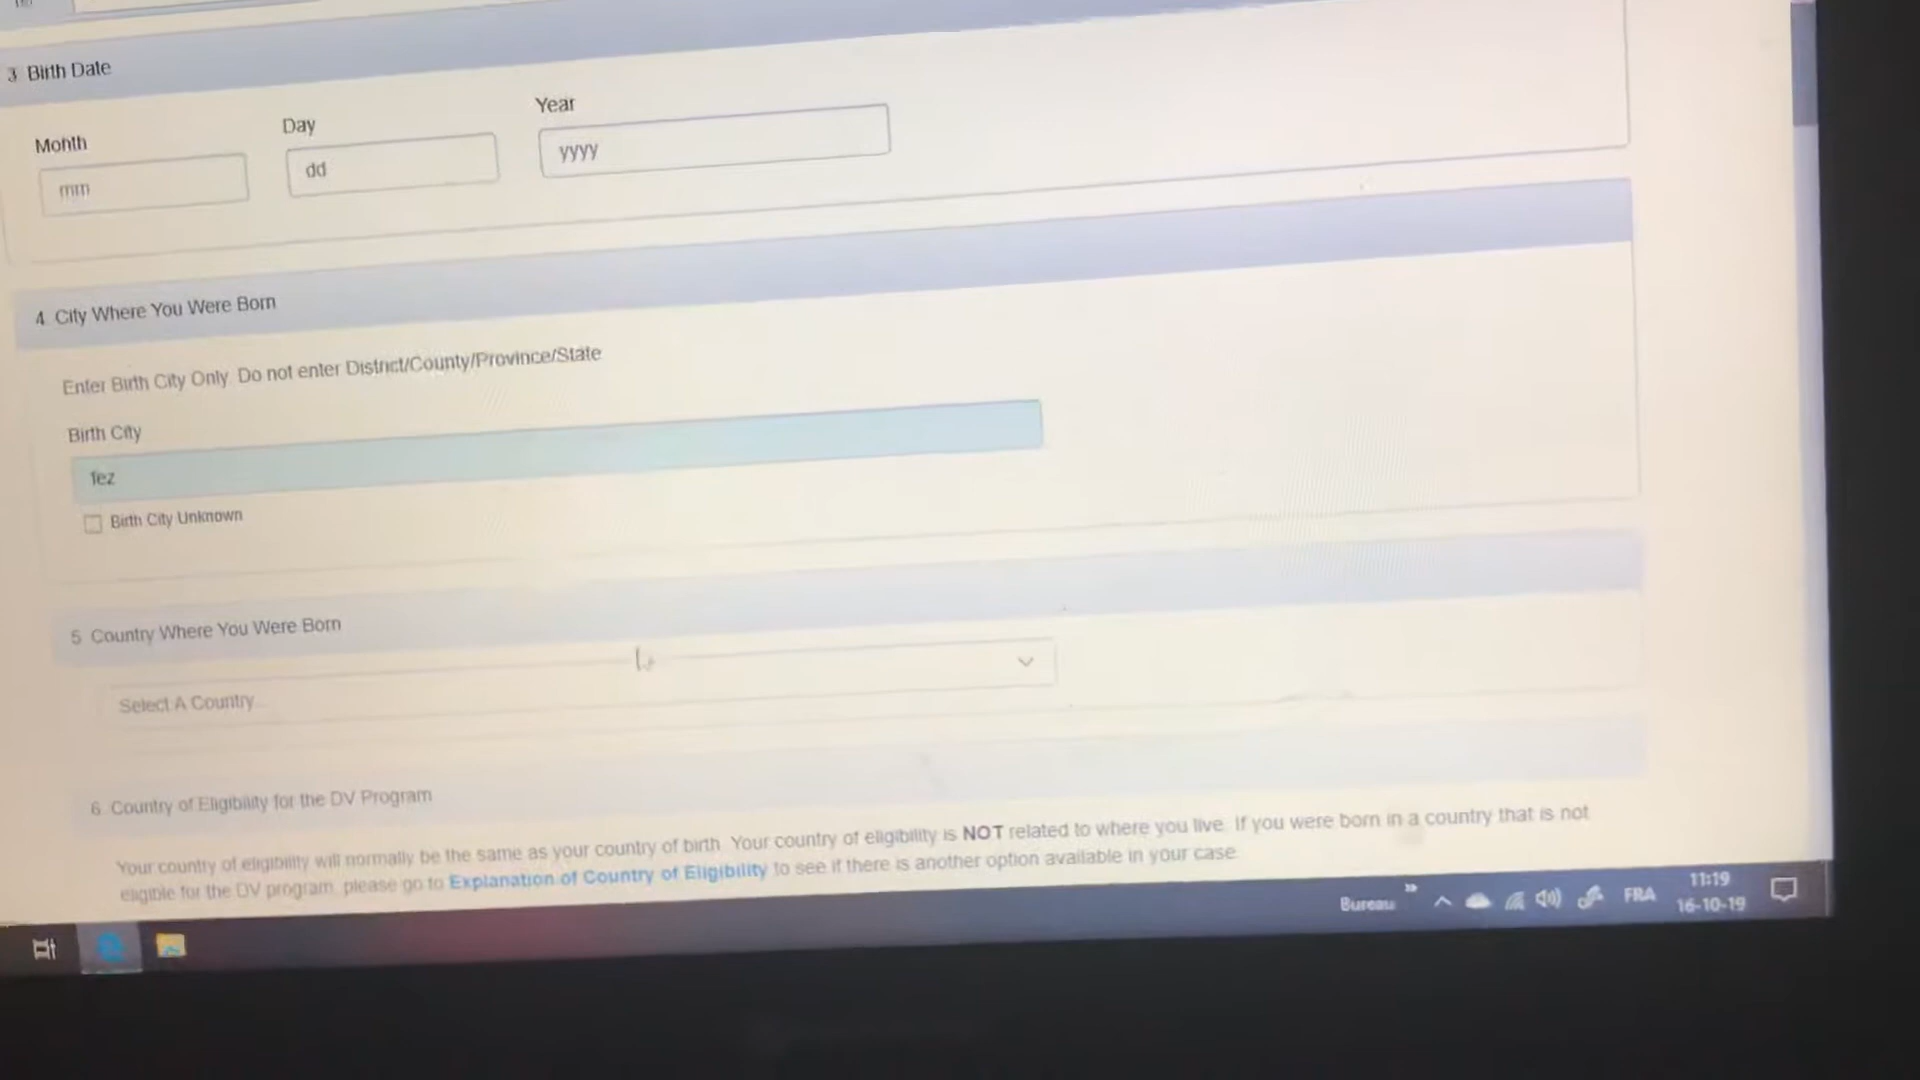 3 Birth Date
Month
Day
Year
mm
dd
yyyy
4 City Where You Were Born
Enter Birth City Only. Do not enter District/County/Province/State
Birth City
fez
Birth City Unknown
5 Country Where You Were Born
Select A Country
6 Country of Eligibility for the DV Program
Your country of eligibility will normally be the same as your country of birth. Your country of eligibility is NOT related to where you live. If you were born in a country that is not
eligible for the DV program, please go to Explanation of Country of Eligibility to see if there is another option available in your case.
Bureau
FRA
11:19
16-10-19